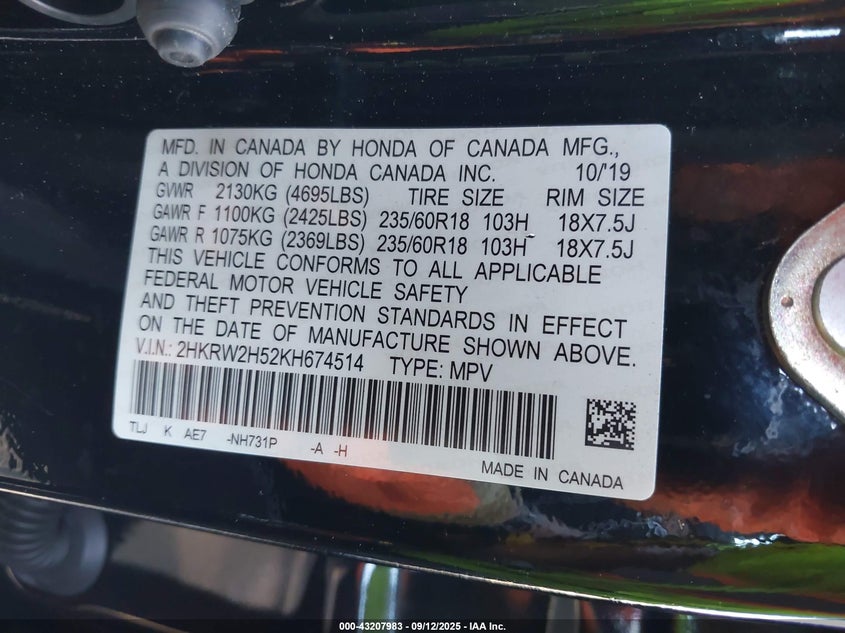 MFD. IN CANADA BY HONDA OF CANADA MFG.,
A DIVISION OF HONDA CANADA INC. 10/'19
GVWR 2130KG (4695LBS) TIRE SIZE RIM SIZE
GAWR F 1100KG (2425LBS) 235/60R18 103H 18X7.5J
GAWR R 1075KG (2369LBS) 235/60R18 103H 18X7.5J
THIS VEHICLE CONFORMS TO ALL APPLICABLE
FEDERAL MOTOR VEHICLE SAFETY
AND THEFT PREVENTION STANDARDS IN EFFECT
ON THE DATE OF MANUFACTURE SHOWN ABOVE.
V.I.N.: 2HKRW2H52KH674514 TYPE: MPV
TLJ K AE7 -NH731P -A -H
MADE IN CANADA
000-43207983 - 09/12/2025 - IAA Inc.